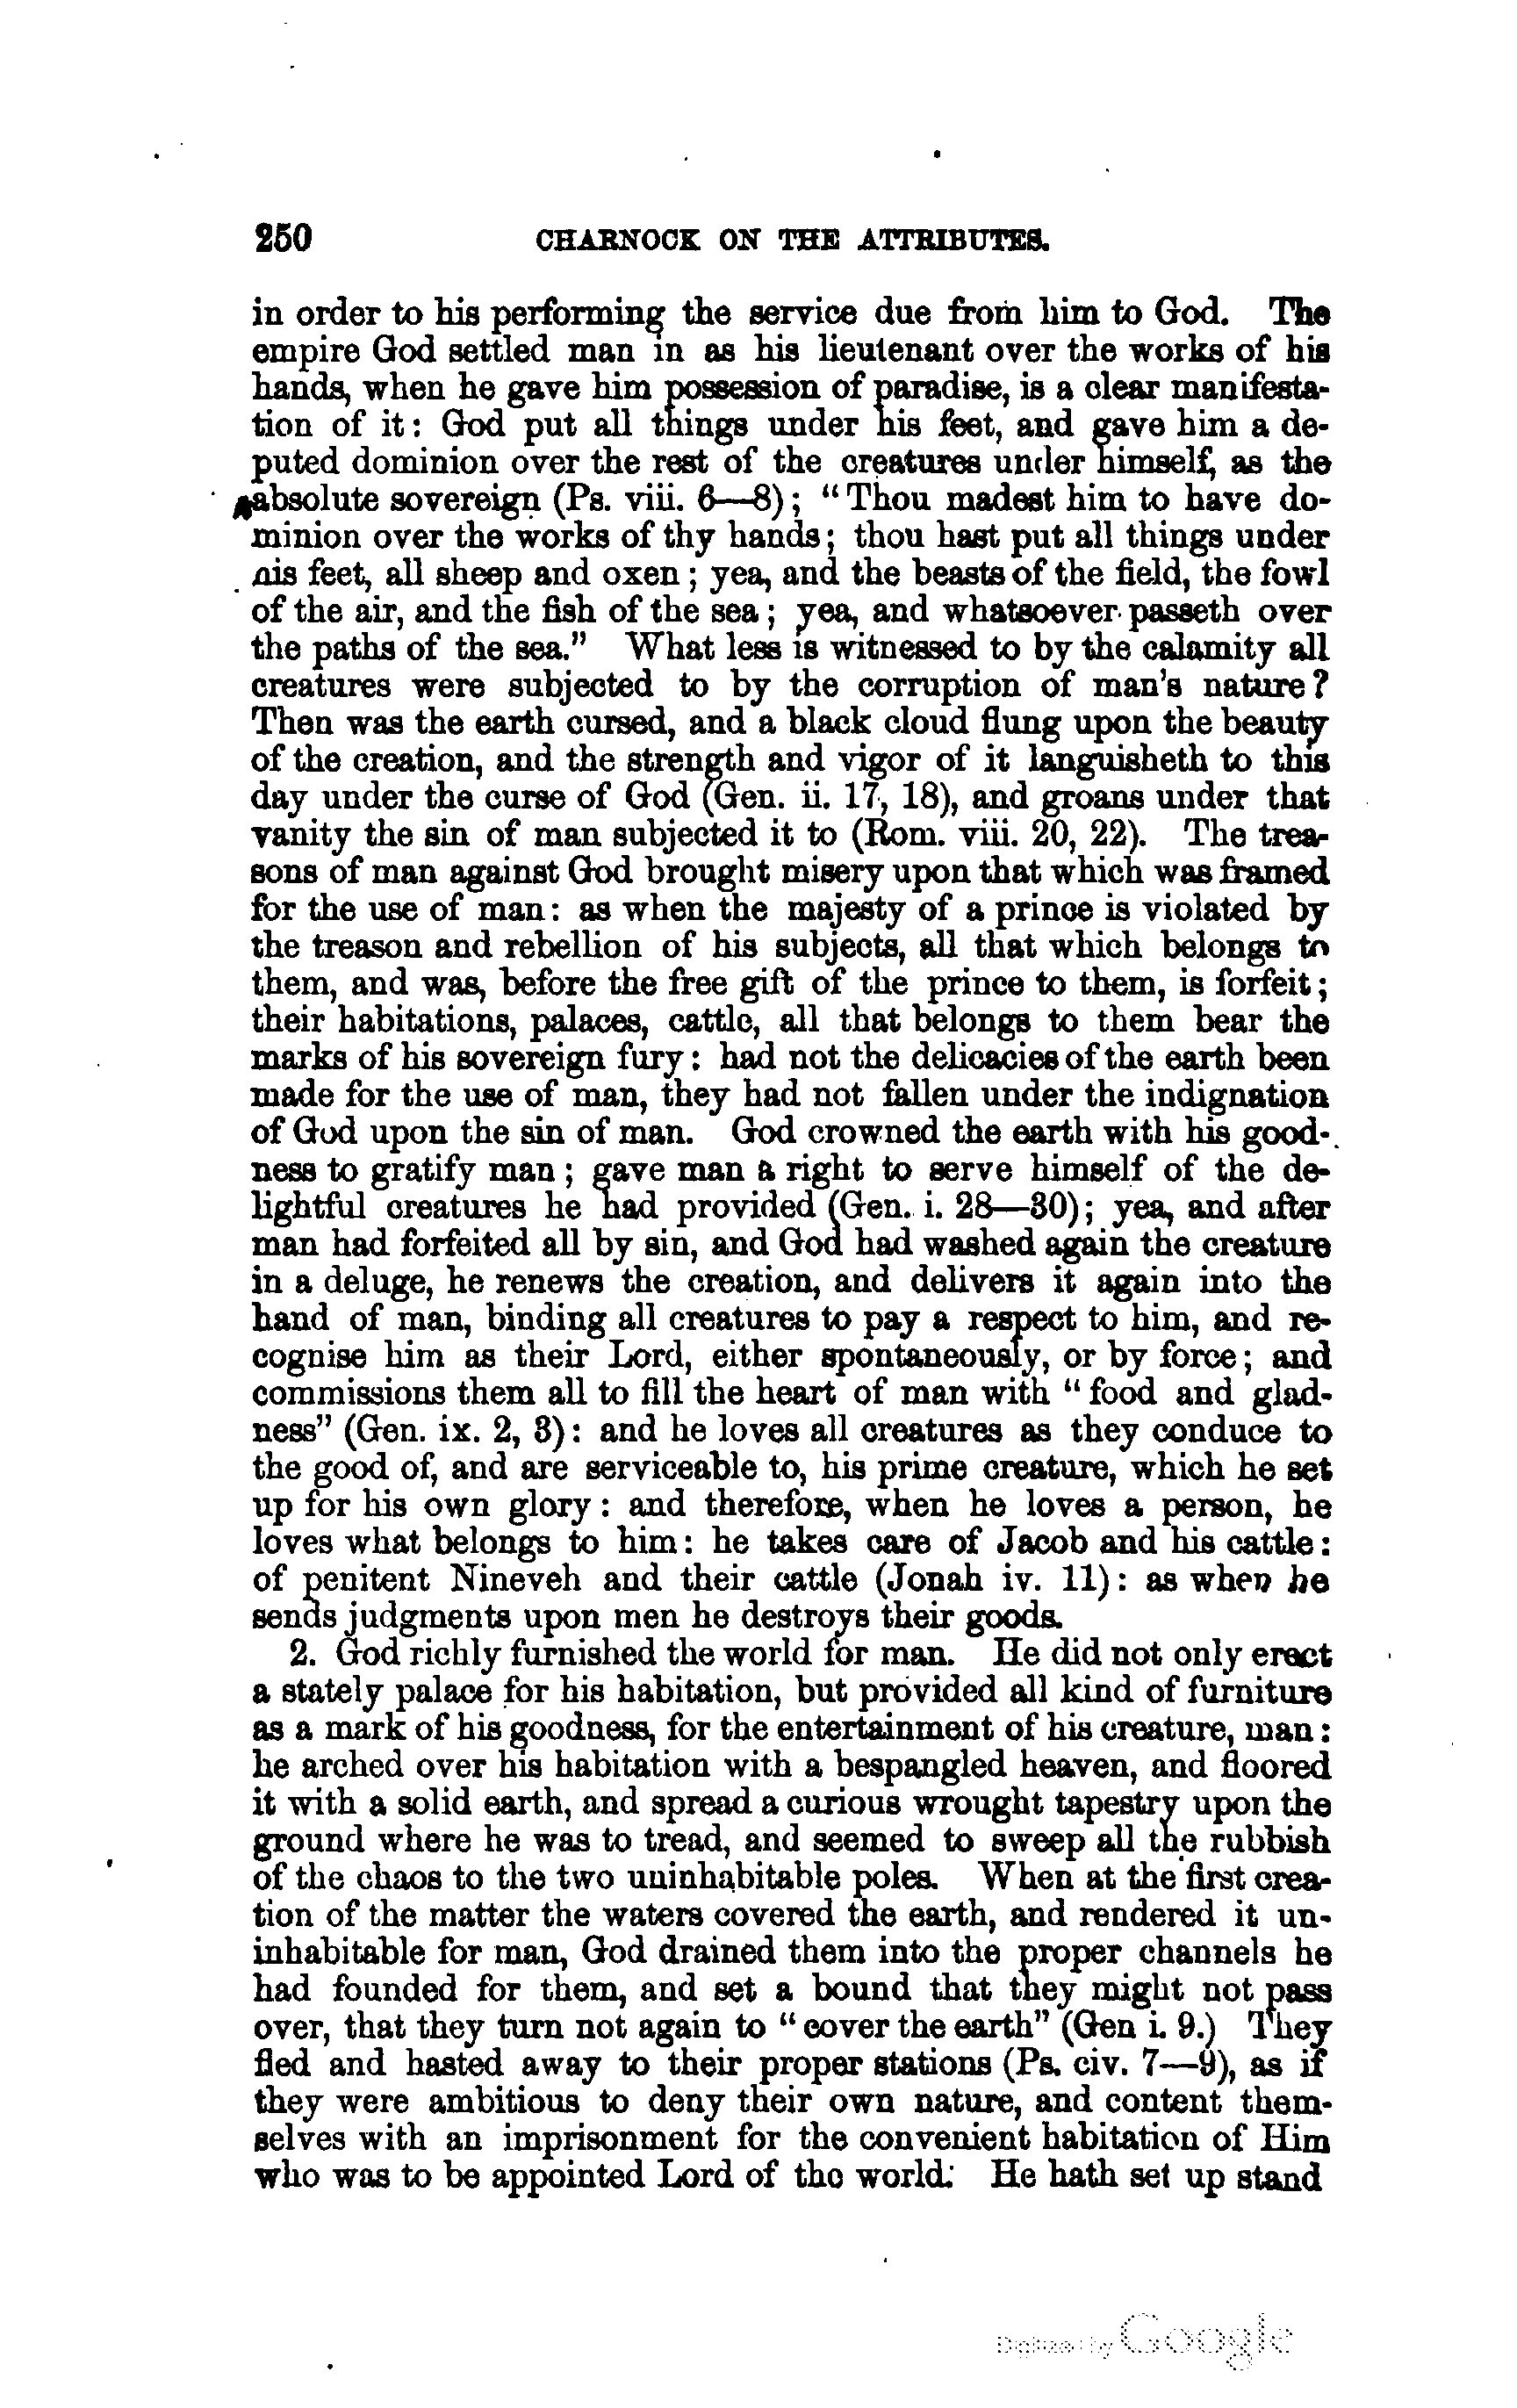 250 CHARNOCK ON THE ATTRIBUTES.
in order to his performing the service due from him to God. The
empire God settled man in as his lieutenant over the works of his
hands, when he gave him possession of paradise, is a clear manifesta-
tion of it: God put all things under his feet, and gave him a de-
puted dominion over the rest of the creatures under himself, as the
absolute sovereign (Ps. viii. 6—8); "Thou madest him to have do-
minion over the works of thy hands; thou hast put all things under
his feet, all sheep and oxen; yea, and the beasts of the field, the fowl
of the air, and the fish of the sea; yea, and whatsoever passeth over
the paths of the sea." What less is witnessed to by the calamity all
creatures were subjected to by the corruption of man's nature?
Then was the earth cursed, and a black cloud flung upon the beauty
of the creation, and the strength and vigor of it languisheth to this
day under the curse of God (Gen. ii. 17, 18), and groans under that
vanity the sin of man subjected it to (Rom. viii. 20, 22). The trea-
sons of man against God brought misery upon that which was framed
for the use of man: as when the majesty of a prince is violated by
the treason and rebellion of his subjects, all that which belongs to
them, and was, before the free gift of the prince to them, is forfeit;
their habitations, palaces, cattle, all that belongs to them bear the
marks of his sovereign fury: had not the delicacies of the earth been
made for the use of man, they had not fallen under the indignation
of God upon the sin of man. God crowned the earth with his good-
ness to gratify man; gave man a right to serve himself of the de-
lightful creatures he had provided (Gen. i. 28—30); yea, and after
man had forfeited all by sin, and God had washed again the creature
in a deluge, he renews the creation, and delivers it again into the
hand of man, binding all creatures to pay a respect to him, and re-
cognise him as their Lord, either spontaneously, or by force; and
commissions them all to fill the heart of man with "food and glad-
ness" (Gen. ix. 2, 3): and he loves all creatures as they conduce to
the good of, and are serviceable to, his prime creature, which he set
up for his own glory: and therefore, when he loves a person, he
loves what belongs to him: he takes care of Jacob and his cattle:
of penitent Nineveh and their cattle (Jonah iv. 11): as when he
sends judgments upon men he destroys their goods.
2. God richly furnished the world for man. He did not only erect
a stately palace for his habitation, but provided all kind of furniture
as a mark of his goodness, for the entertainment of his creature, man:
he arched over his habitation with a bespangled heaven, and floored
it with a solid earth, and spread a curious wrought tapestry upon the
ground where he was to tread, and seemed to sweep all the rubbish
of the chaos to the two uninhabitable poles. When at the first crea-
tion of the matter the waters covered the earth, and rendered it un-
inhabitable for man, God drained them into the proper channels he
had founded for them, and set a bound that they might not pass
over, that they turn not again to "cover the earth" (Gen i. 9.) They
fled and hasted away to their proper stations (Ps. civ. 7—9), as if
they were ambitious to deny their own nature, and content them-
selves with an imprisonment for the convenient habitation of Him
who was to be appointed Lord of the world. He hath set up stand
Digitized by Google